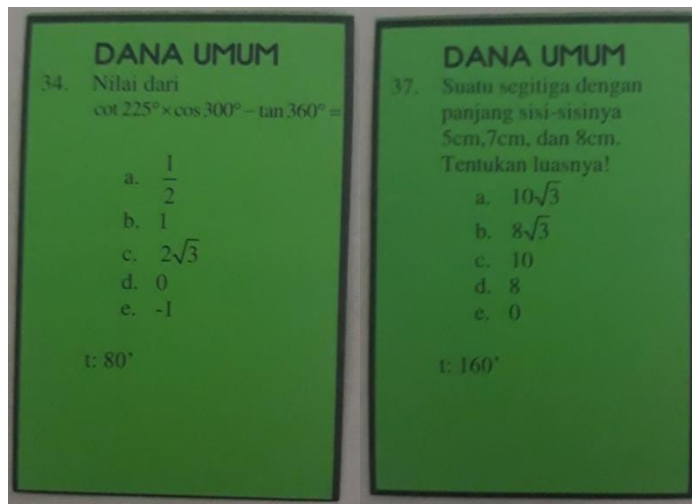 DANA UMUM
34. Nilai dari
cot 225° × cos 300° − tan 360° =
a. 1/2
b. 1
c. 2√3
d. 0
e. -1
t: 80"
DANA UMUM
37. Suatu segitiga dengan
panjang sisi-sisinya
5cm,7cm, dan 8cm.
Tentukan luasnya!
a. 10√3
b. 8√3
c. 10
d. 8
e. 0
t: 160"